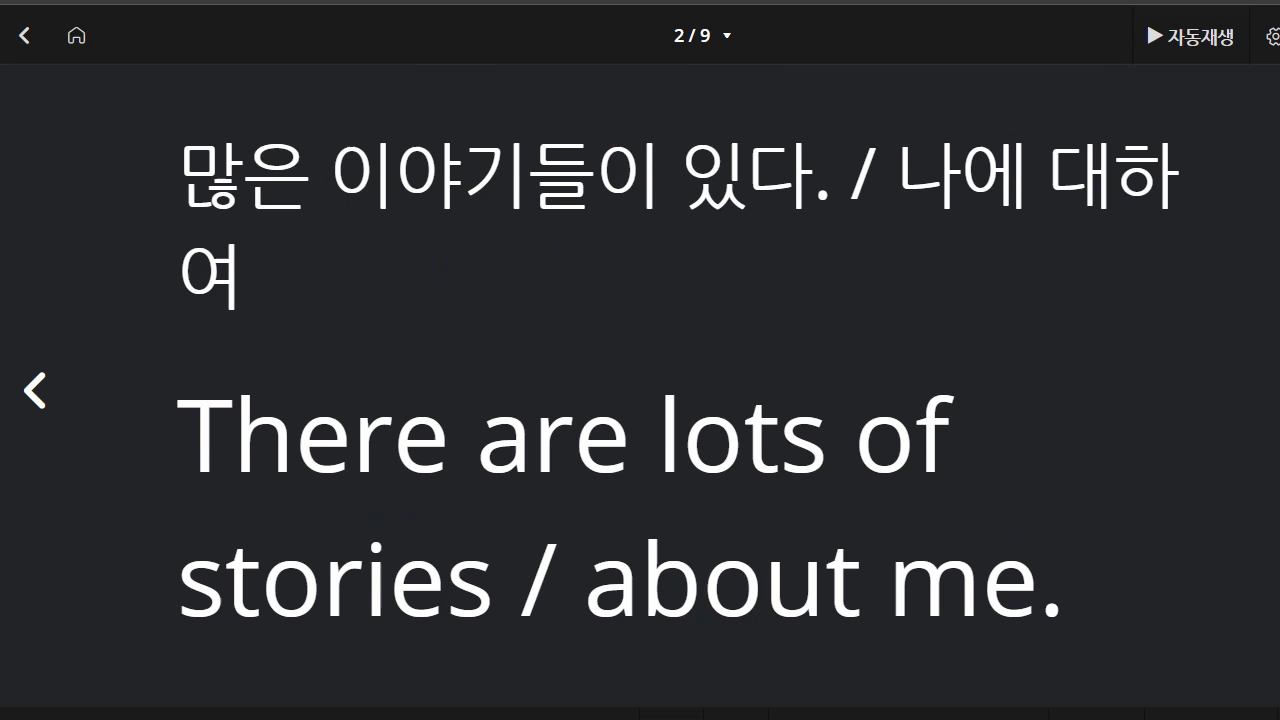 2 / 9
자동재생
많은 이야기들이 있다. / 나에 대하
여
There are lots of
stories / about me.